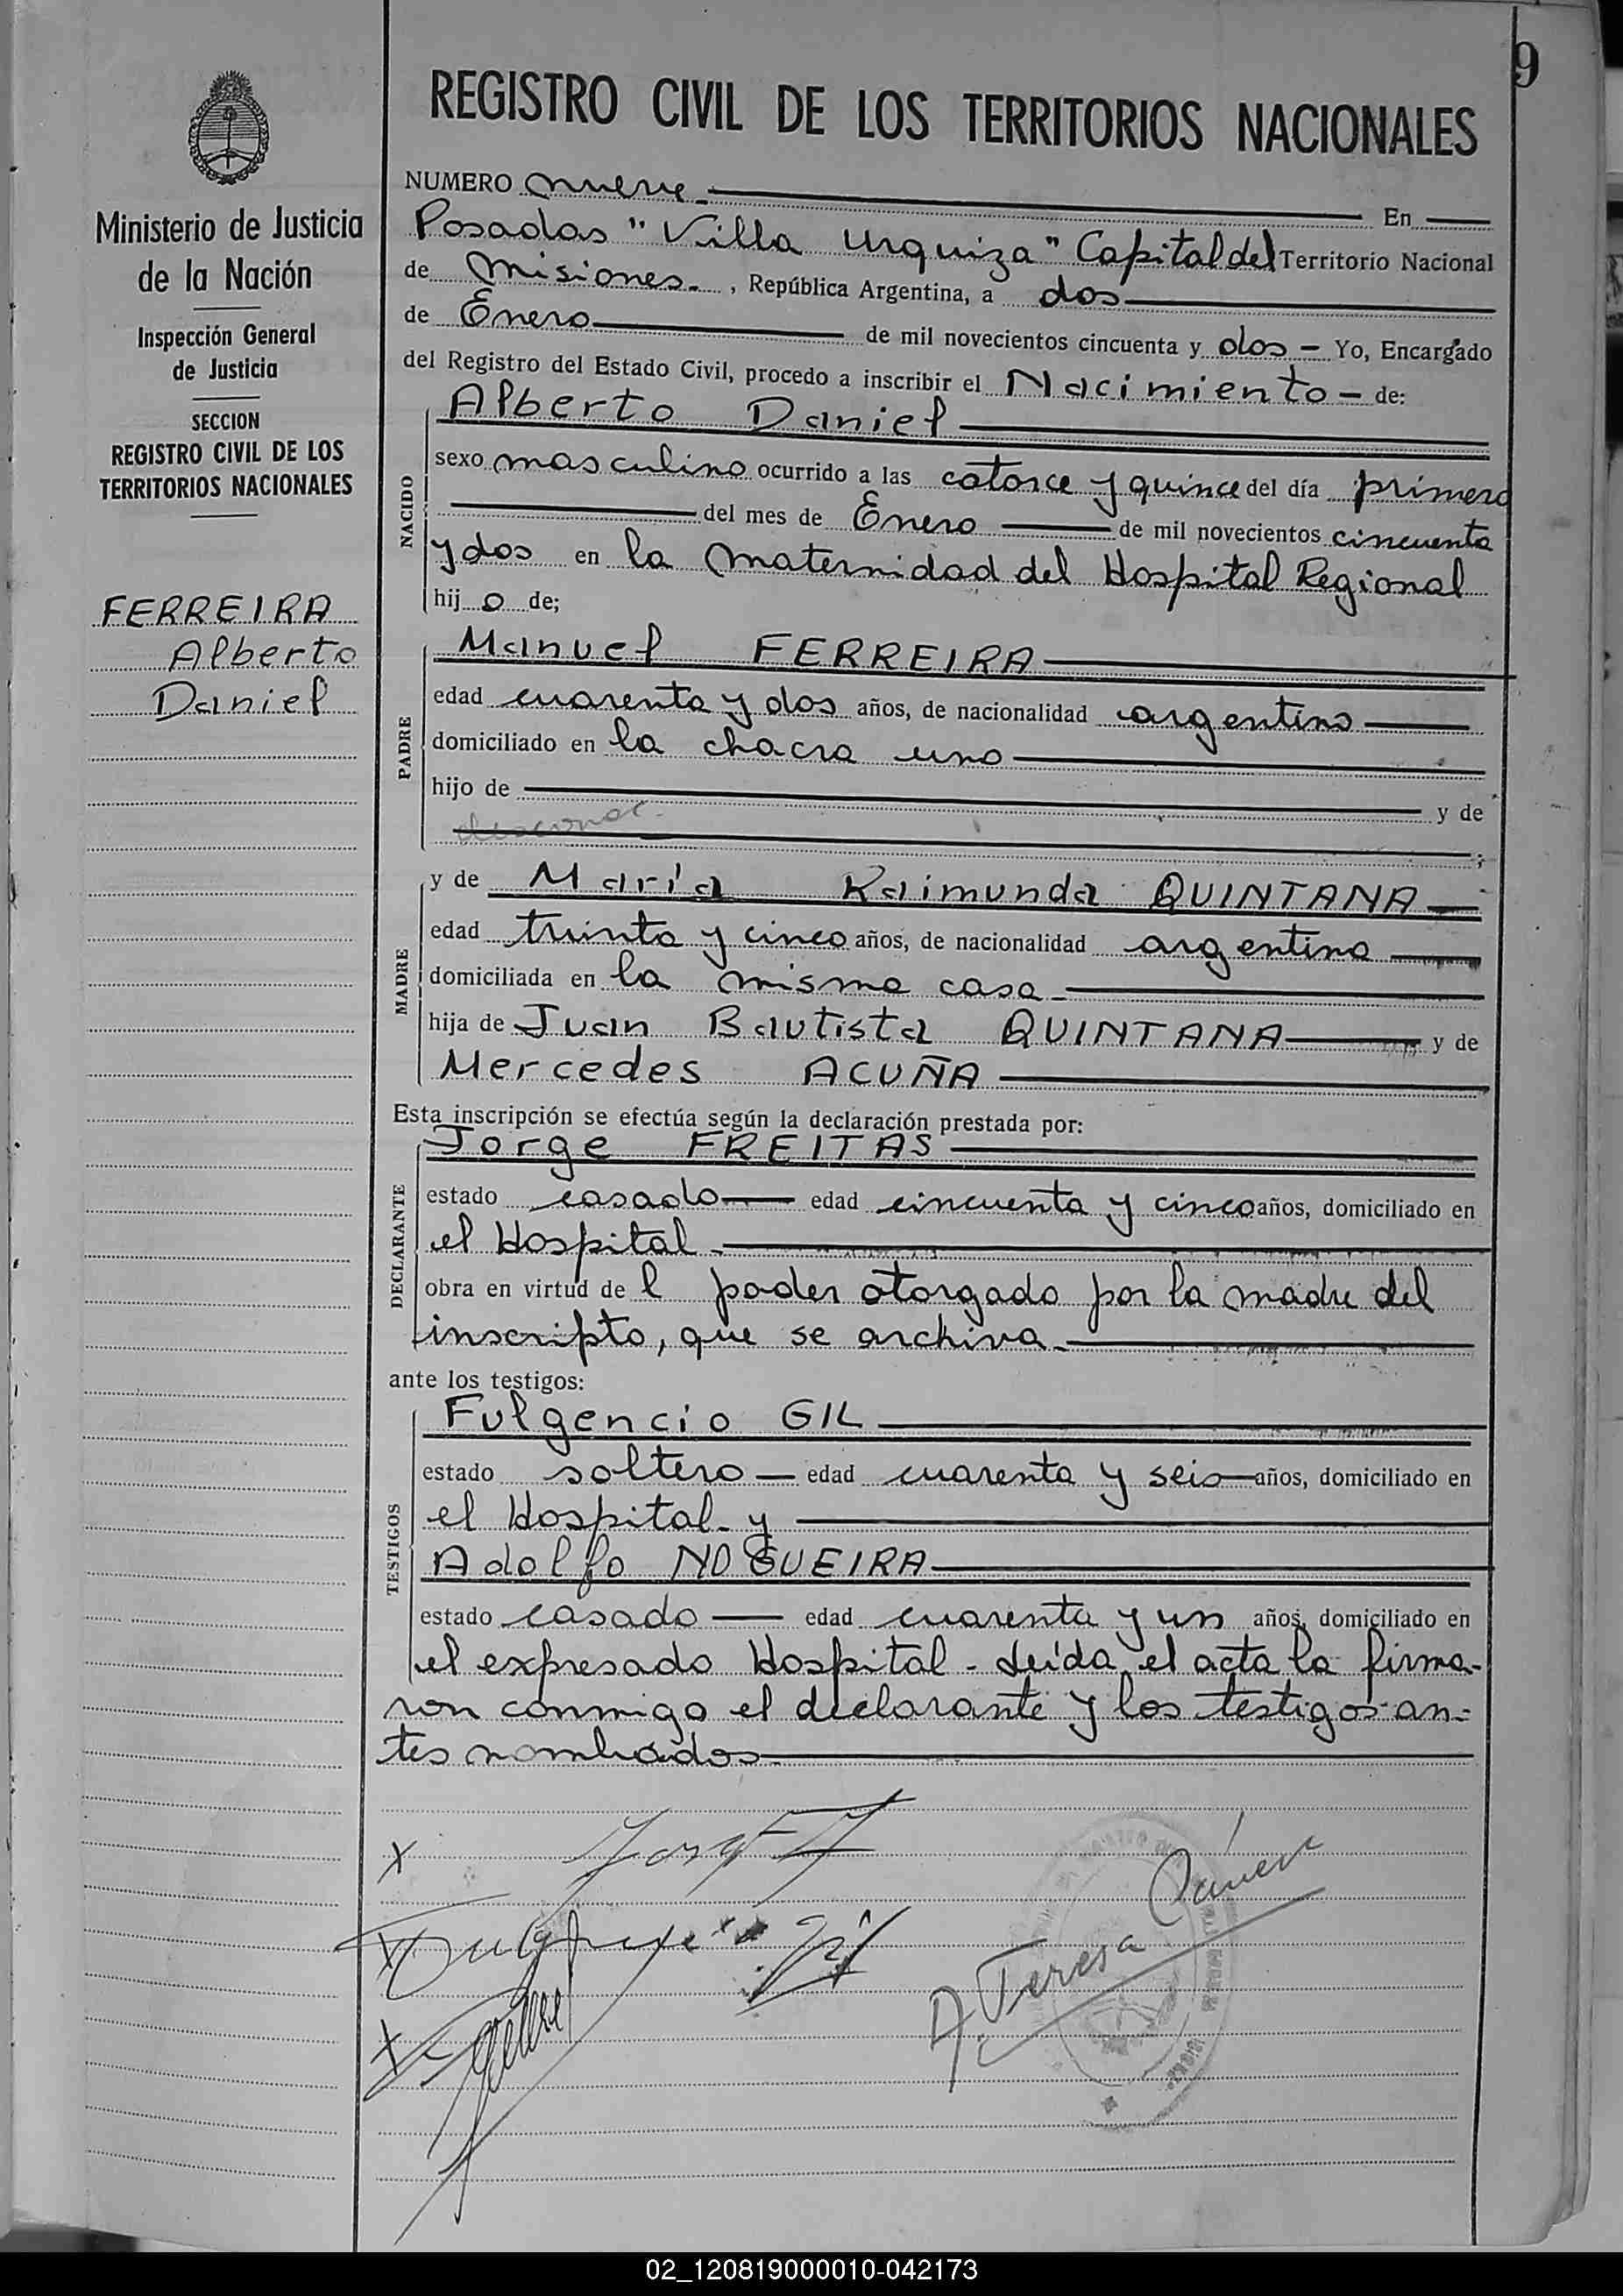 9
REGISTRO CIVIL DE LOS TERRITORIOS NACIONALES
Ministerio de Justicia
de la Nación
Inspección General
de Justicia
SECCION
REGISTRO CIVIL DE LOS
TERRITORIOS NACIONALES
FERREIRA
Alberto
Daniel
NUMERO nueve. En
Posadas "Villa Urquiza" Capital del Territorio Nacional
de Misiones. , República Argentina, a dos
de Enero de mil novecientos cincuenta y dos - Yo, Encargado
del Registro del Estado Civil, procedo a inscribir el Nacimiento - de:
NACIDO
Alberto Daniel
sexo masculino ocurrido a las catorce y quince del día primero
del mes de Enero de mil novecientos cincuenta
y dos en la Maternidad del Hospital Regional
hijo de;
PADRE
Manuel FERREIRA
edad cuarenta y dos años, de nacionalidad argentino
domiciliado en la chacra uno
hijo de y de
desconoc.
MADRE
y de María Raimunda QUINTANA
edad treinta y cinco años, de nacionalidad argentina
domiciliada en la misma casa.
hija de Juan Bautista QUINTANA y de
Mercedes ACUÑA
Esta inscripción se efectúa según la declaración prestada por:
DECLARANTE
Jorge FREITAS
estado casado edad cincuenta y cinco años, domiciliado en
el Hospital.
obra en virtud de l poder otorgado por la madre del
inscripto, que se archiva.
ante los testigos:
TESTIGOS
Fulgencio GIL
estado soltero - edad cuarenta y seis años, domiciliado en
el Hospital. y
Adolfo NOGUEIRA
estado casado edad cuarenta y un años, domiciliado en
el expresado Hospital - Leída el acta la firma-
ron conmigo el declarante y los testigos an-
tes nombrados.
X
X
X
A. Teresa
02_120819000010-042173